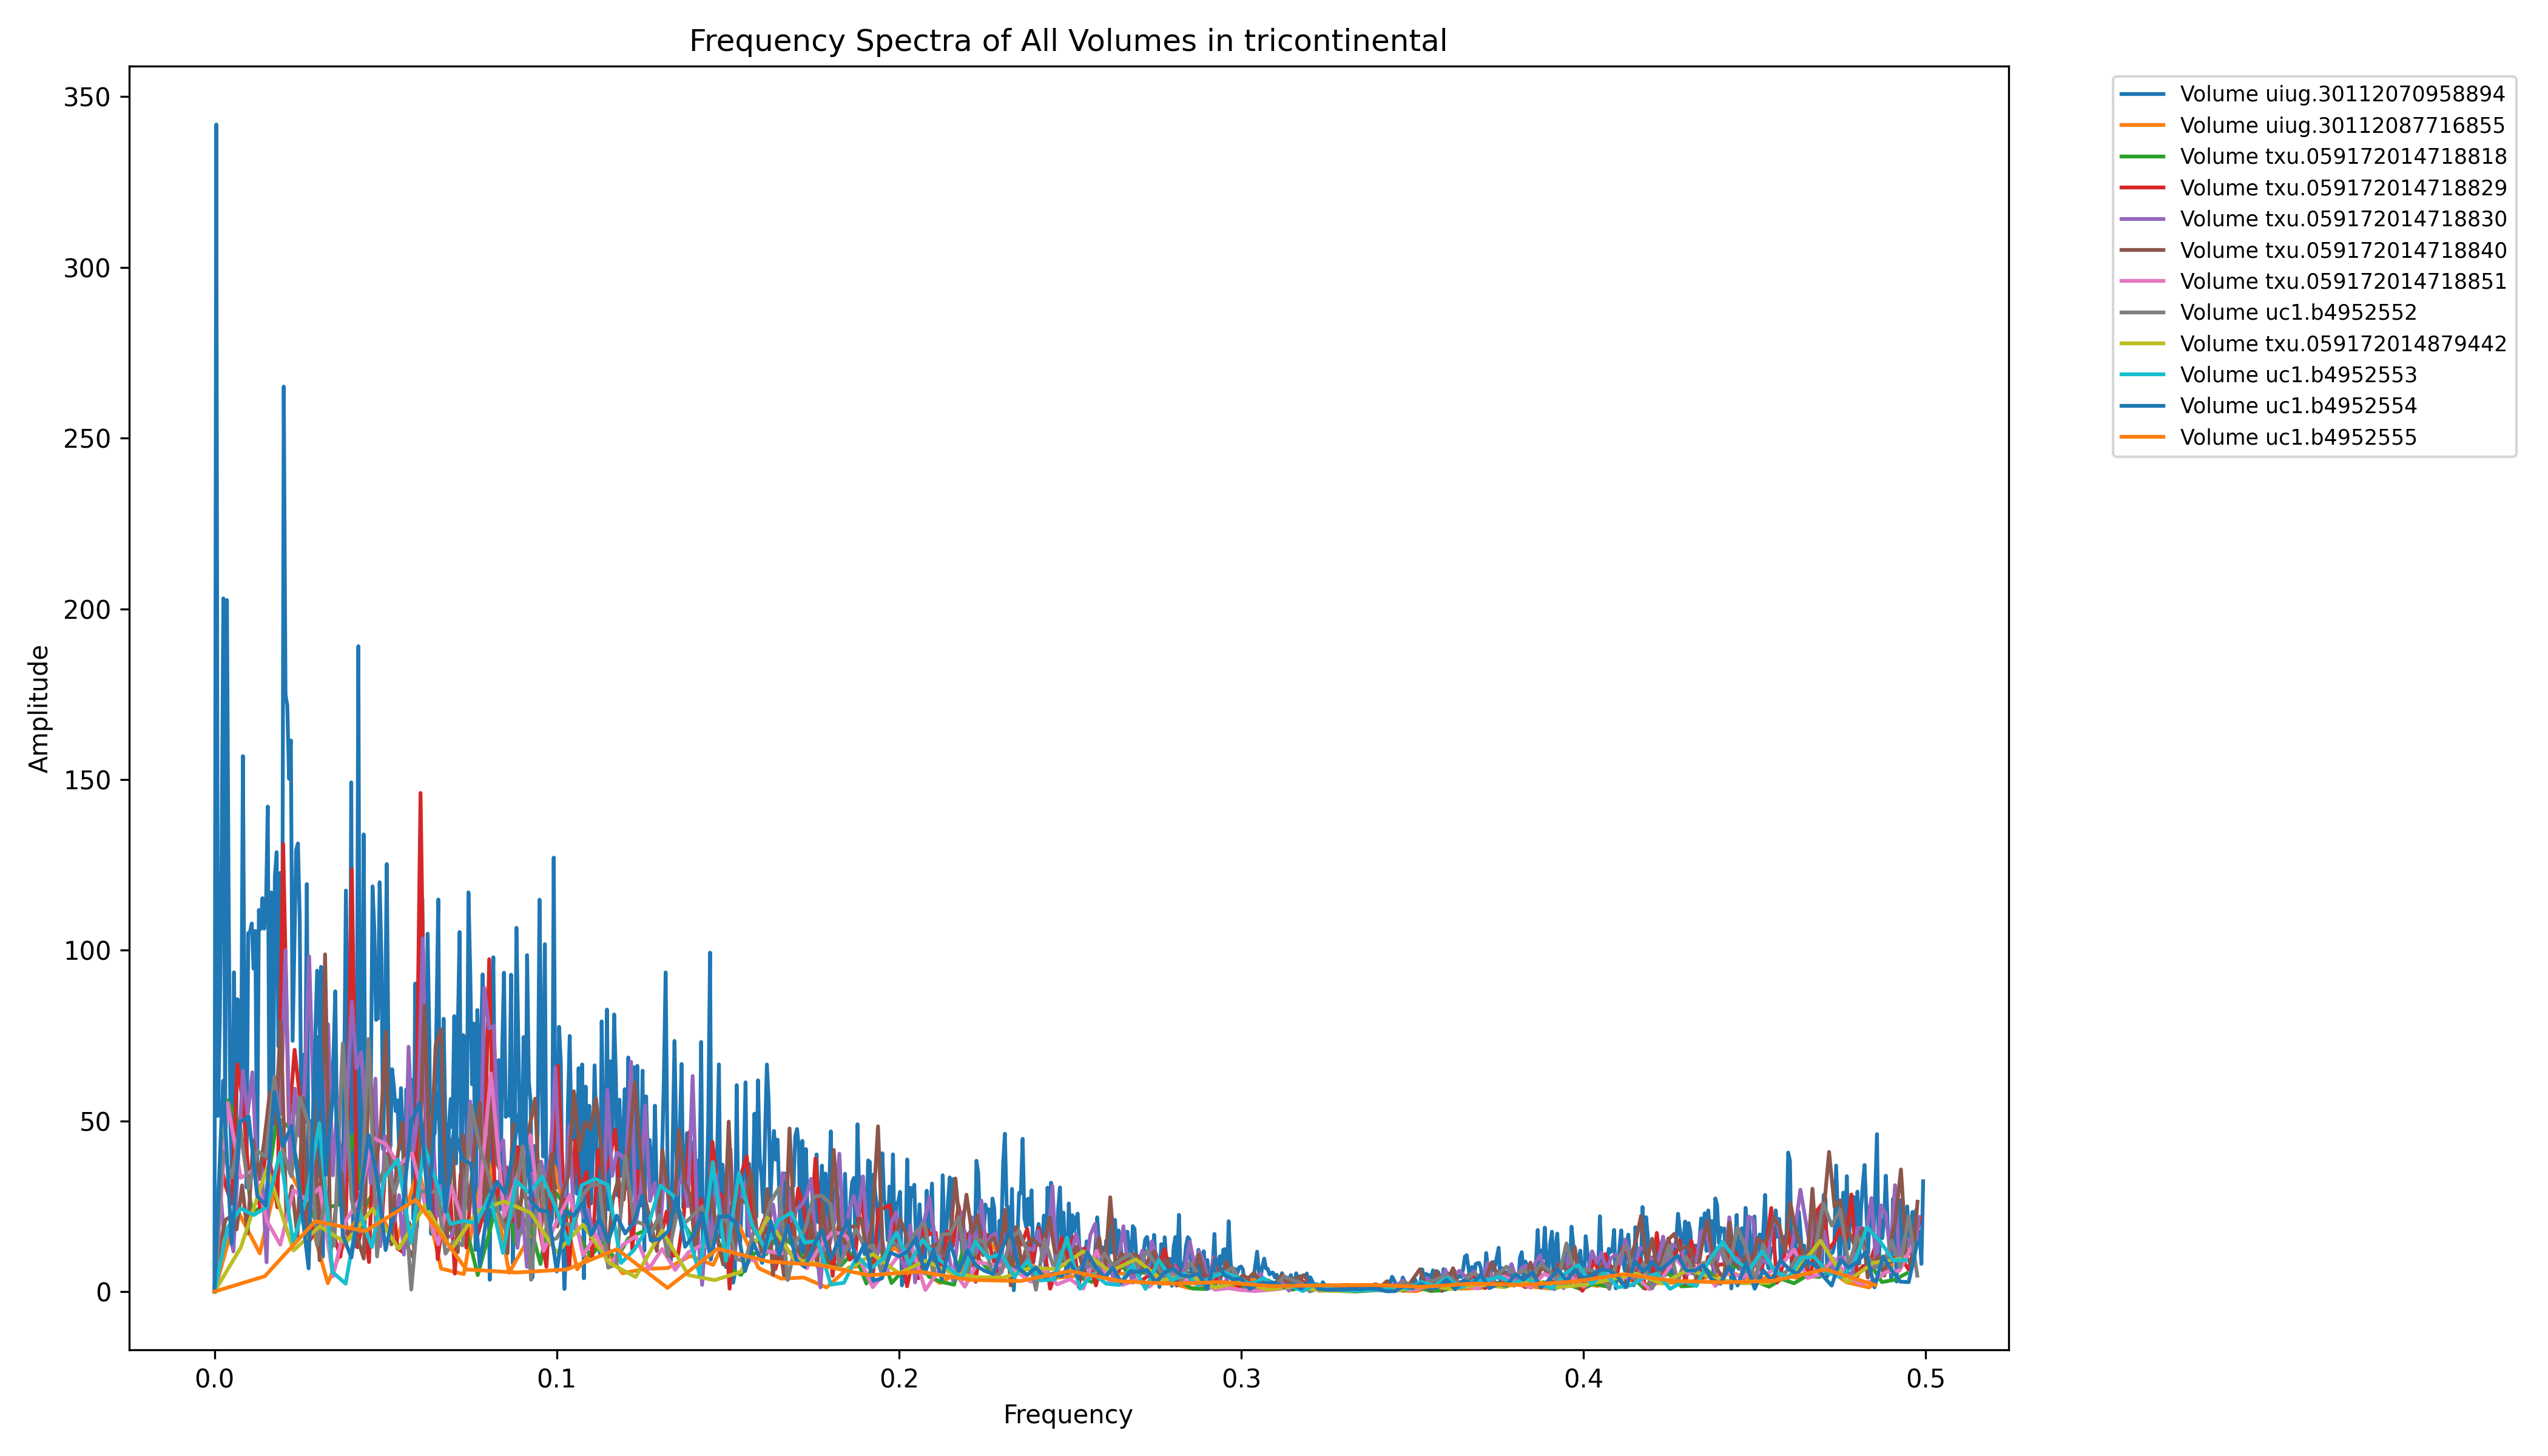 Frequency Spectra of All Volumes in tricontinental
350
300
250
200
150
100
50
0
Amplitude
0.0
0.1
0.2
0.3
0.4
0.5
Frequency
Volume uiug.30112070958894
Volume uiug.30112087716855
Volume txu.059172014718818
Volume txu.059172014718829
Volume txu.059172014718830
Volume txu.059172014718840
Volume txu.059172014718851
Volume uc1.b4952552
Volume txu.059172014879442
Volume uc1.b4952553
Volume uc1.b4952554
Volume uc1.b4952555